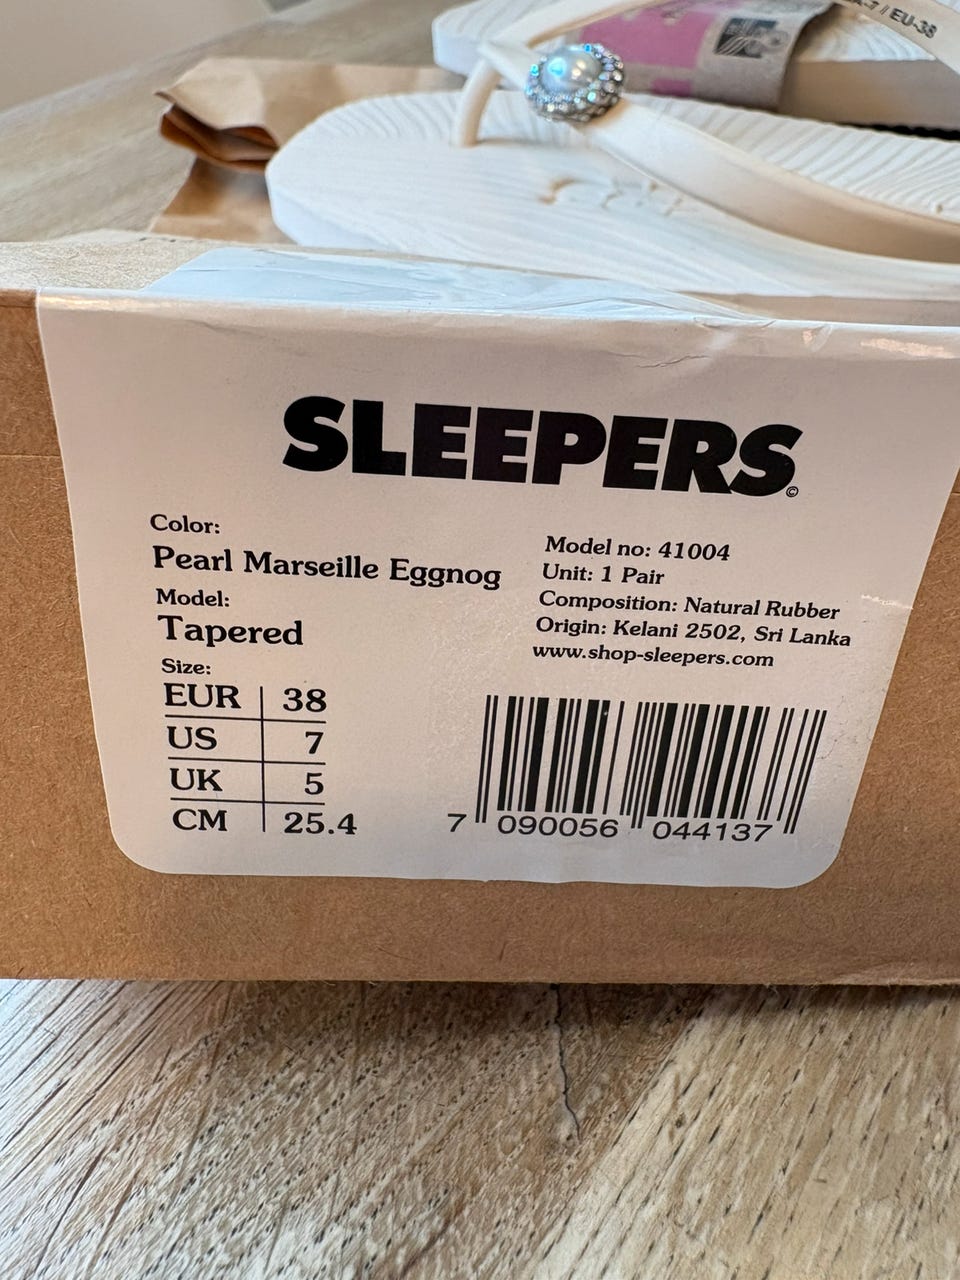 EU-38
SLEEPERS©
Color:
Pearl Marseille Eggnog
Model:
Tapered
Size:
EUR 38
US 7
UK 5
CM 25.4
Model no: 41004
Unit: 1 Pair
Composition: Natural Rubber
Origin: Kelani 2502, Sri Lanka
www.shop-sleepers.com
7 090056 044137